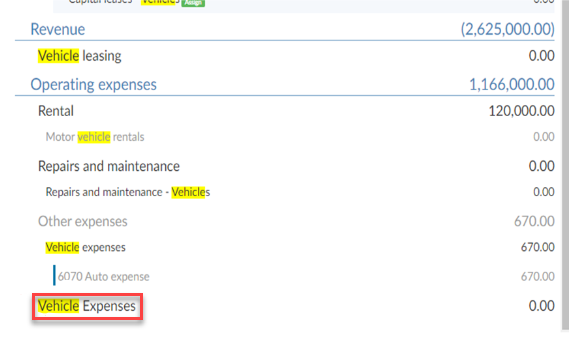 Capital leases - Vehicles Assign 0.00
Revenue (2,625,000.00)
Vehicle leasing 0.00
Operating expenses 1,166,000.00
Rental 120,000.00
Motor vehicle rentals 0.00
Repairs and maintenance 0.00
Repairs and maintenance - Vehicles 0.00
Other expenses 670.00
Vehicle expenses 670.00
6070 Auto expense 670.00
Vehicle Expenses 0.00